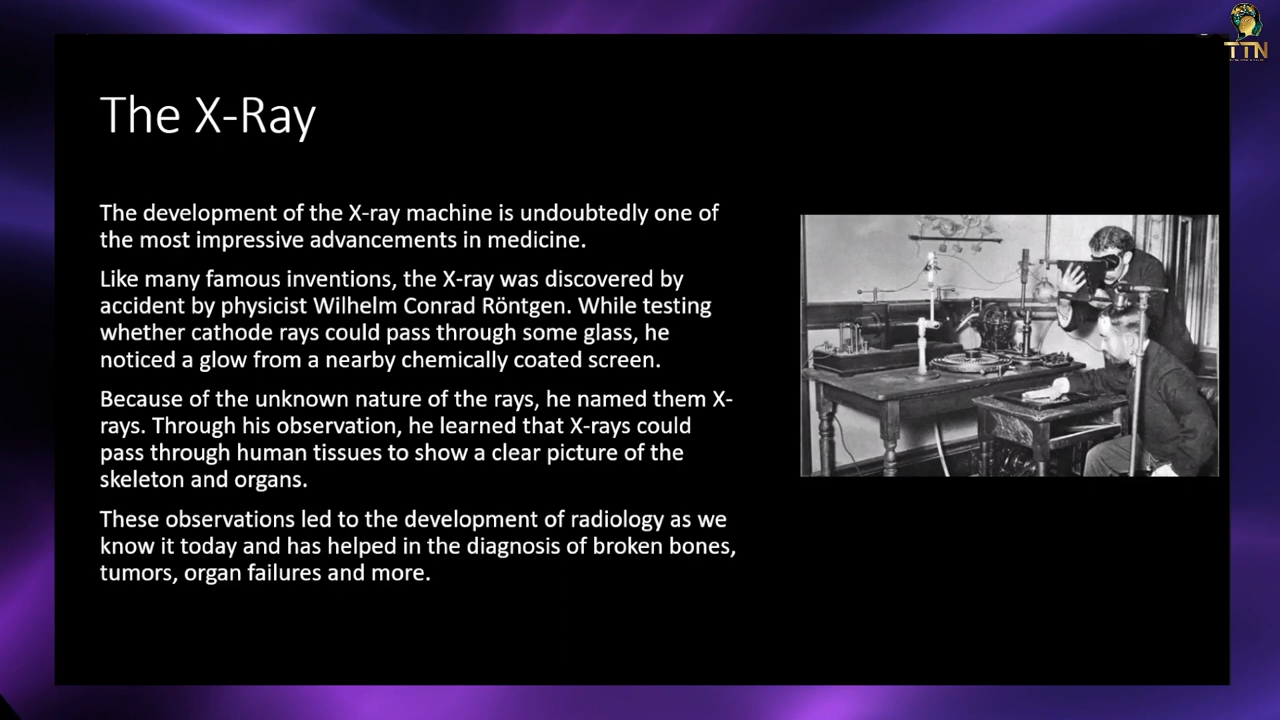 TTN
The X-Ray
The development of the X-ray machine is undoubtedly one of
the most impressive advancements in medicine.
Like many famous inventions, the X-ray was discovered by
accident by physicist Wilhelm Conrad Röntgen. While testing
whether cathode rays could pass through some glass, he
noticed a glow from a nearby chemically coated screen.
Because of the unknown nature of the rays, he named them X-
rays. Through his observation, he learned that X-rays could
pass through human tissues to show a clear picture of the
skeleton and organs.
These observations led to the development of radiology as we
know it today and has helped in the diagnosis of broken bones,
tumors, organ failures and more.